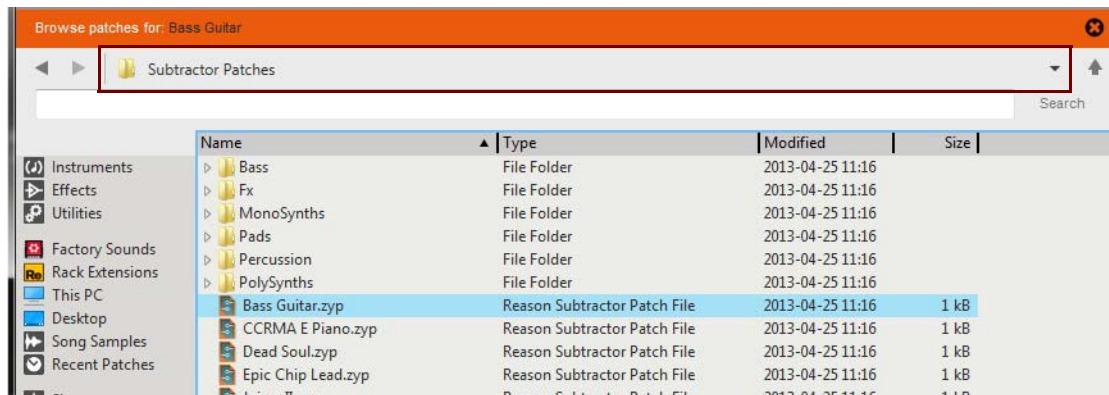 Browse patches for: Bass Guitar
Subtractor Patches
Search
Name Type Modified Size
Instruments
Effects
Utilities
Factory Sounds
Re Rack Extensions
This PC
Desktop
Song Samples
Recent Patches
Bass File Folder 2013-04-25 11:16
Fx File Folder 2013-04-25 11:16
MonoSynths File Folder 2013-04-25 11:16
Pads File Folder 2013-04-25 11:16
Percussion File Folder 2013-04-25 11:16
PolySynths File Folder 2013-04-25 11:16
Bass Guitar.zyp Reason Subtractor Patch File 2013-04-25 11:16 1 kB
CCRMA E Piano.zyp Reason Subtractor Patch File 2013-04-25 11:16 1 kB
Dead Soul.zyp Reason Subtractor Patch File 2013-04-25 11:16 1 kB
Epic Chip Lead.zyp Reason Subtractor Patch File 2013-04-25 11:16 1 kB